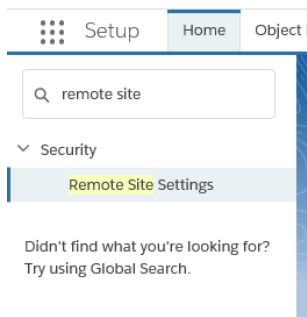 Setup
Home
Object
remote site
Security
Remote Site Settings
Didn't find what you're looking for?
Try using Global Search.